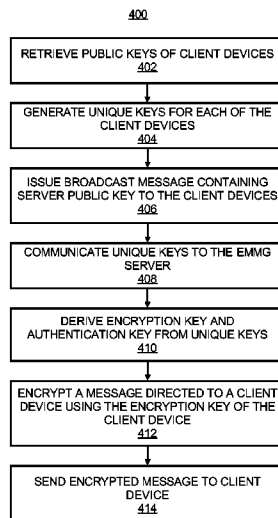 400
RETRIEVE PUBLIC KEYS OF CLIENT DEVICES
402
GENERATE UNIQUE KEYS FOR EACH OF THE
CLIENT DEVICES
404
ISSUE BROADCAST MESSAGE CONTAINING
SERVER PUBLIC KEY TO THE CLIENT DEVICES
406
COMMUNICATE UNIQUE KEYS TO THE EMMG
SERVER
408
DERIVE ENCRYPTION KEY AND
AUTHENTICATION KEY FROM UNIQUE KEYS
410
ENCRYPT A MESSAGE DIRECTED TO A CLIENT
DEVICE USING THE ENCRYPTION KEY OF THE
CLIENT DEVICE
412
SEND ENCRYPTED MESSAGE TO CLIENT
DEVICE
414